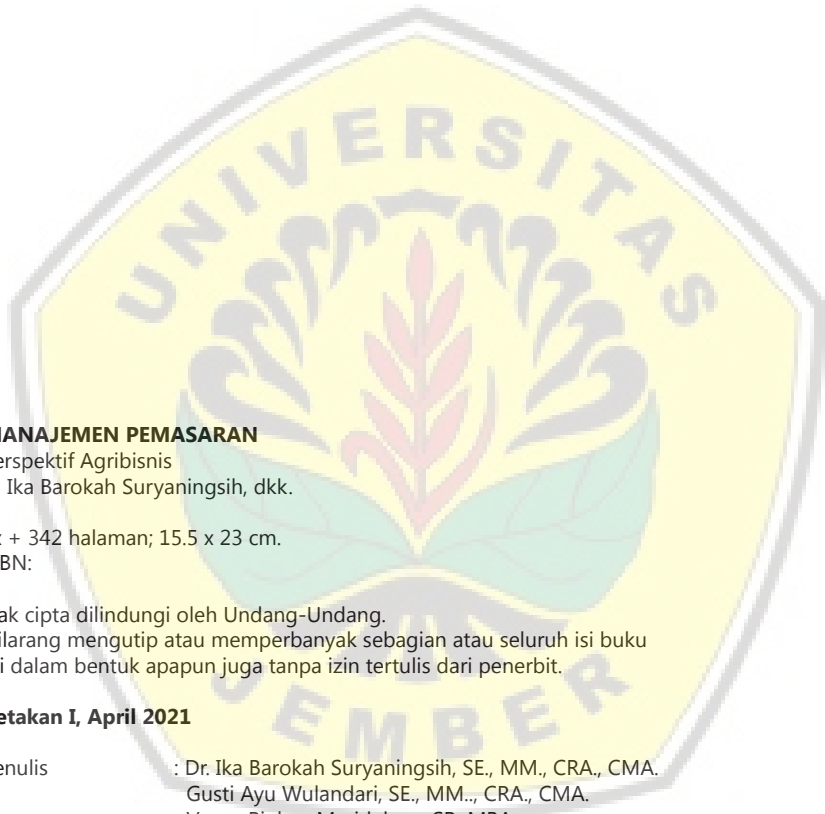 UNIVERSITAS
JEMBER
MANAJEMEN PEMASARAN
erspektif Agribisnis
Ika Barokah Suryaningsih, dkk.
+ 342 halaman; 15.5 x 23 cm.
BN:
ak cipta dilindungi oleh Undang-Undang.
ilarang mengutip atau memperbanyak sebagian atau seluruh isi buku
i dalam bentuk apapun juga tanpa izin tertulis dari penerbit.
etakan I, April 2021
enulis : Dr. Ika Barokah Suryaningsih, SE., MM., CRA., CMA.
Gusti Ayu Wulandari, SE., MM.., CRA., CMA.